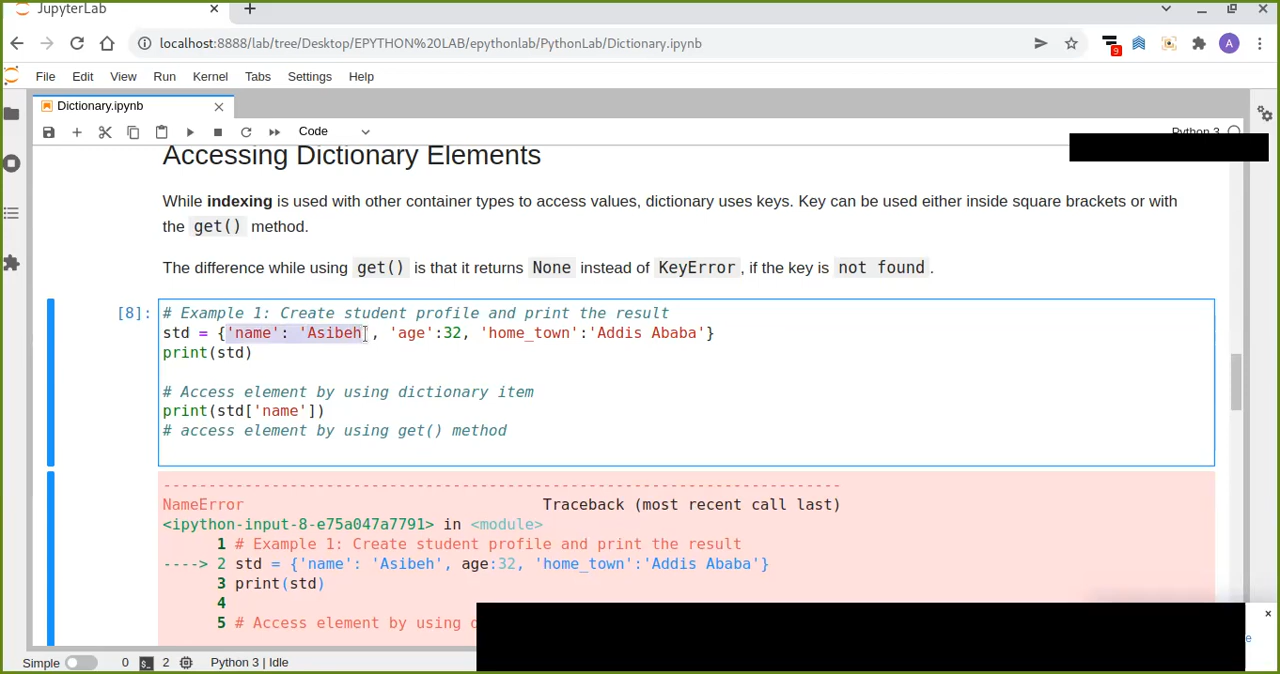 JupyterLab
localhost:8888/lab/tree/Desktop/EPYTHON%20LAB/epythonlab/PythonLab/Dictionary.ipynb
9
A
File Edit View Run Kernel Tabs Settings Help
Dictionary.ipynb
Code
Python 3
Accessing Dictionary Elements
While indexing is used with other container types to access values, dictionary uses keys. Key can be used either inside square brackets or with
the get() method.
The difference while using get() is that it returns None instead of KeyError, if the key is not found.
[8]: # Example 1: Create student profile and print the result
std = {'name': 'Asibeh', 'age':32, 'home_town':'Addis Ababa'}
print(std)
# Access element by using dictionary item
print(std['name'])
# access element by using get() method
---------------------------------------------------------------------------
NameError Traceback (most recent call last)
<ipython-input-8-e75a047a7791> in <module>
1 # Example 1: Create student profile and print the result
----> 2 std = {'name': 'Asibeh', age:32, 'home_town':'Addis Ababa'}
3 print(std)
4
5 # Access element by using
Simple 0 2 Python 3 | Idle